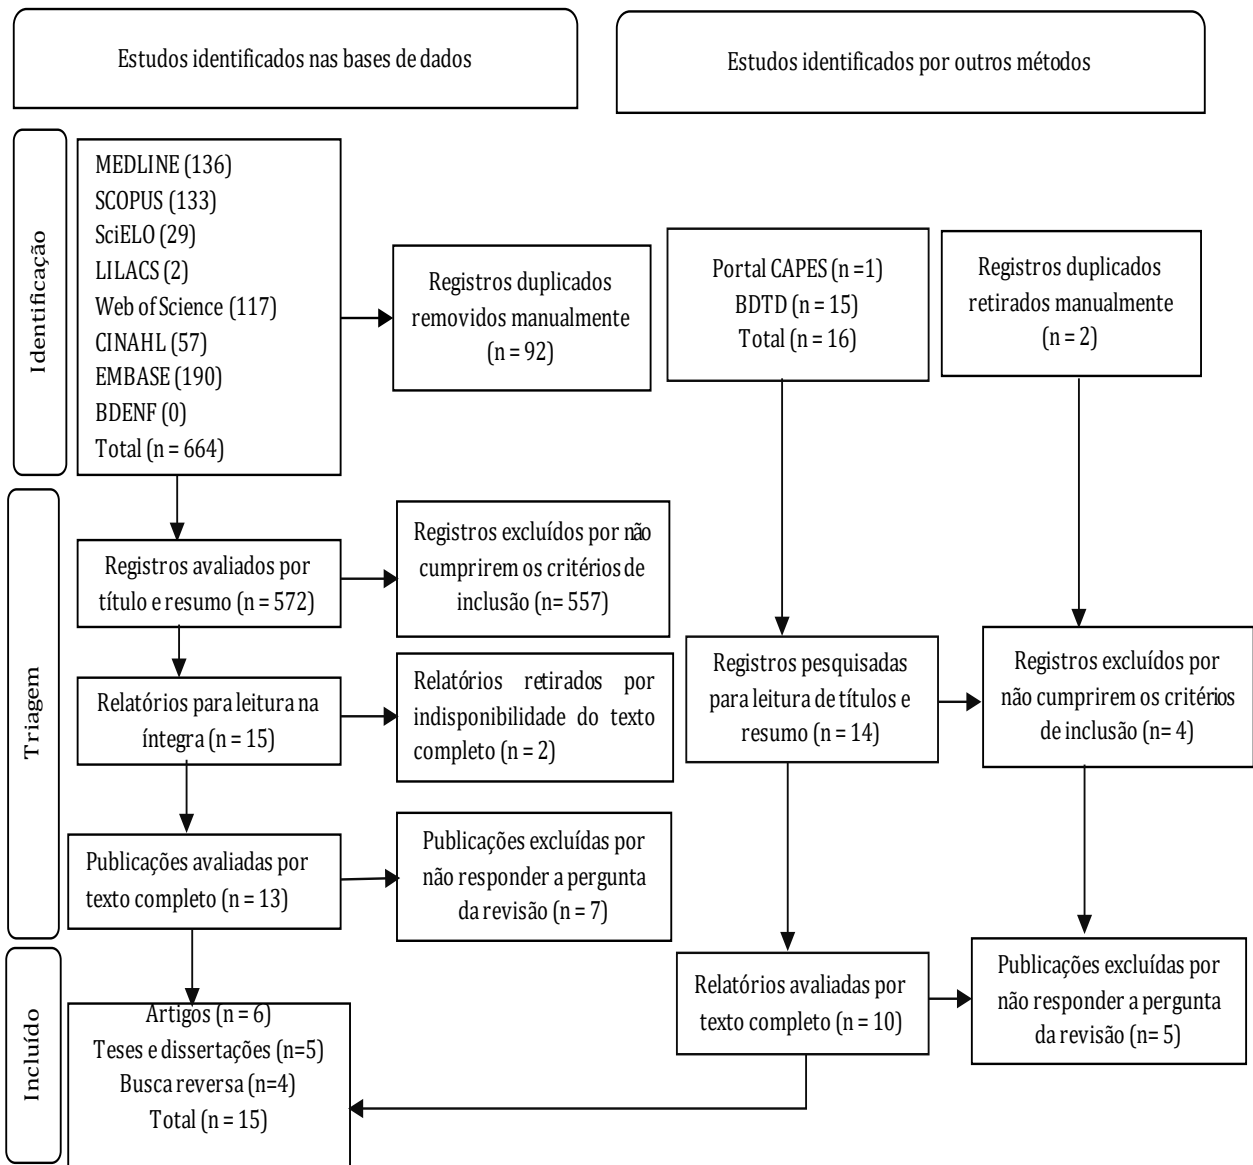 Estudos identificados nas bases de dados
Estudos identificados por outros métodos
Identificação
MEDLINE (136)
SCOPUS (133)
SciELO (29)
LILACS (2)
Web of Science (117)
CINAHL (57)
EMBASE (190)
BDENF (0)
Total (n = 664)
Registros duplicados
removidos manualmente
(n = 92)
Portal CAPES (n =1)
BDTD (n = 15)
Total (n = 16)
Registros duplicados
retirados manualmente
(n = 2)
Triagem
Registros avaliados por
título e resumo (n = 572)
Registros excluídos por não
cumprirem os critérios de
inclusão (n= 557)
Relatórios para leitura na
íntegra (n = 15)
Relatórios retirados por
indisponibilidade do texto
completo (n = 2)
Registros pesquisadas
para leitura de títulos e
resumo (n = 14)
Registros excluídos por
não cumprirem os critérios
de inclusão (n= 4)
Publicações avaliadas por
texto completo (n = 13)
Publicações excluídas por
não responder a pergunta
da revisão (n = 7)
Incluído
Artigos (n = 6)
Teses e dissertações (n=5)
Busca reversa (n=4)
Total (n = 15)
Relatórios avaliadas por
texto completo (n = 10)
Publicações excluídas por
não responder a pergunta
da revisão (n= 5)